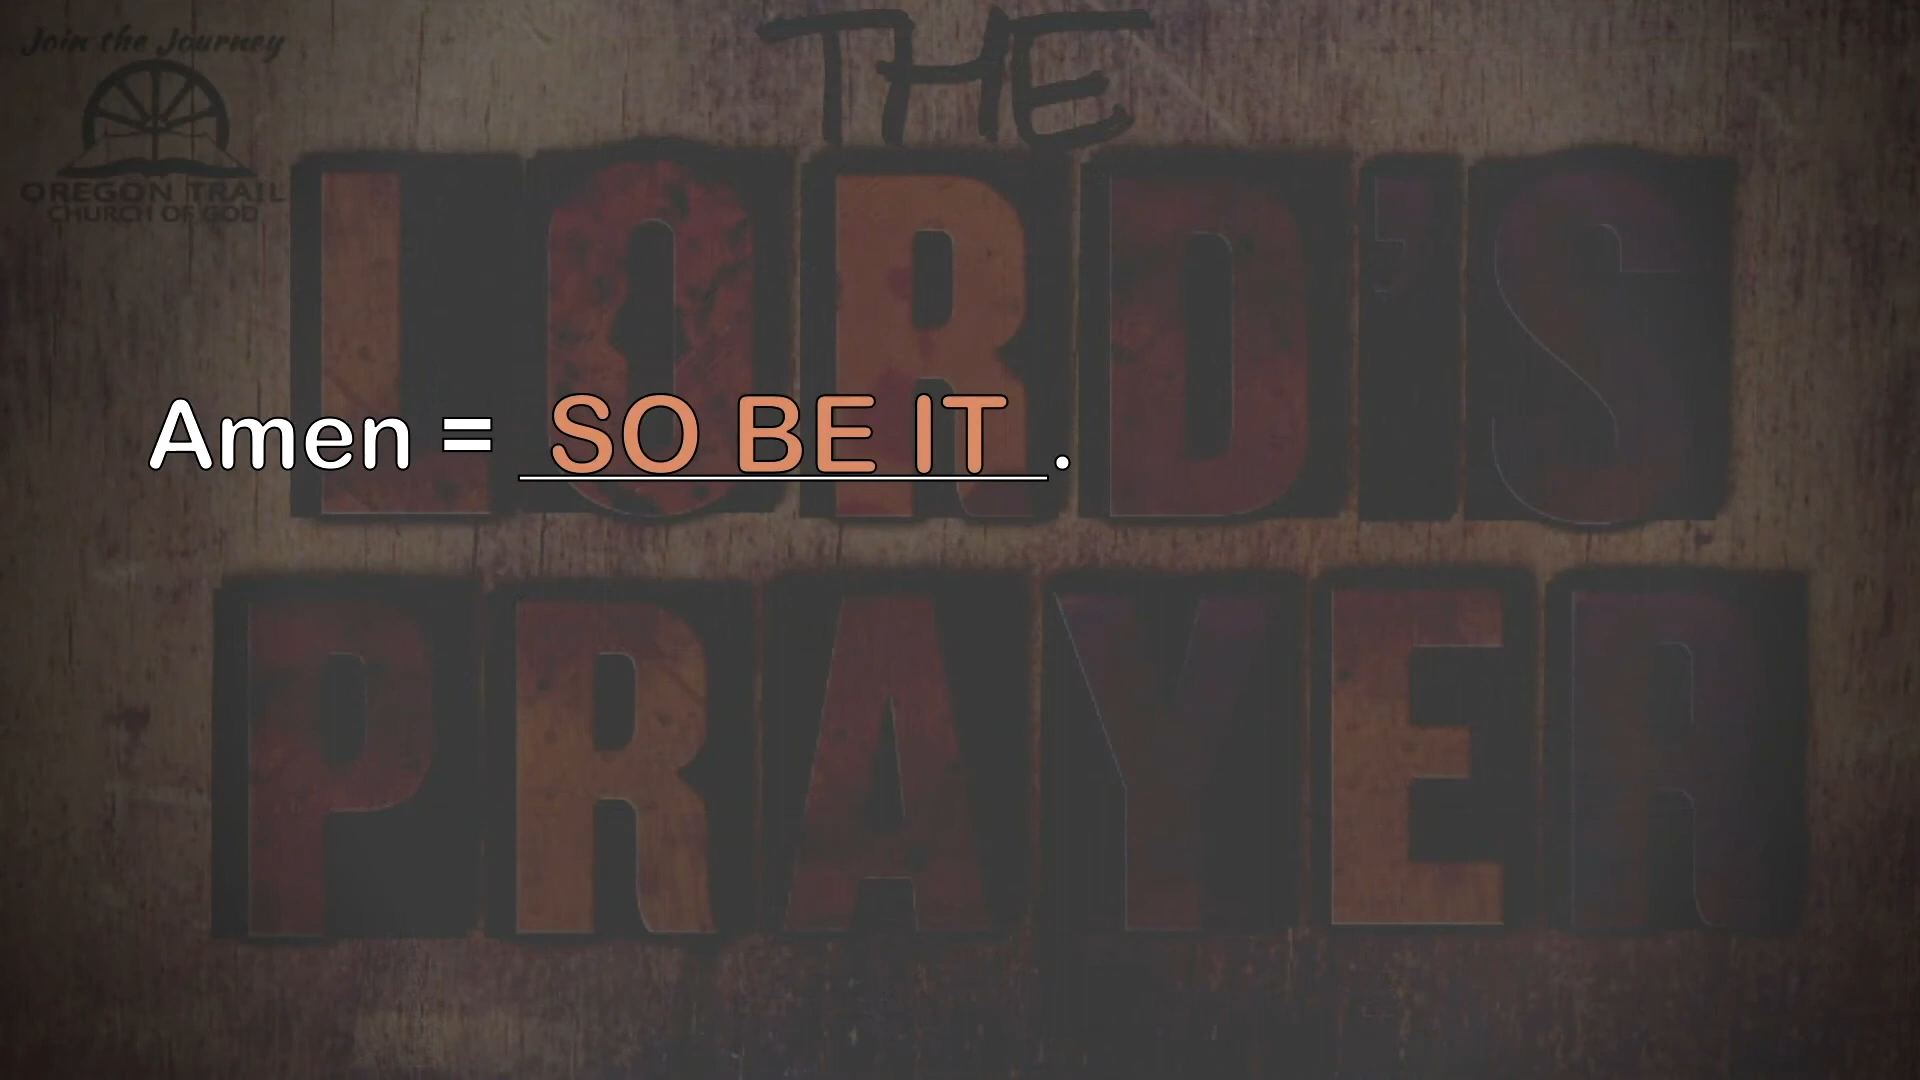 Join the Journey
OREGON TRAIL
CHURCH OF GOD
THE
LORD'S
Amen = SO BE IT.
PRAYER